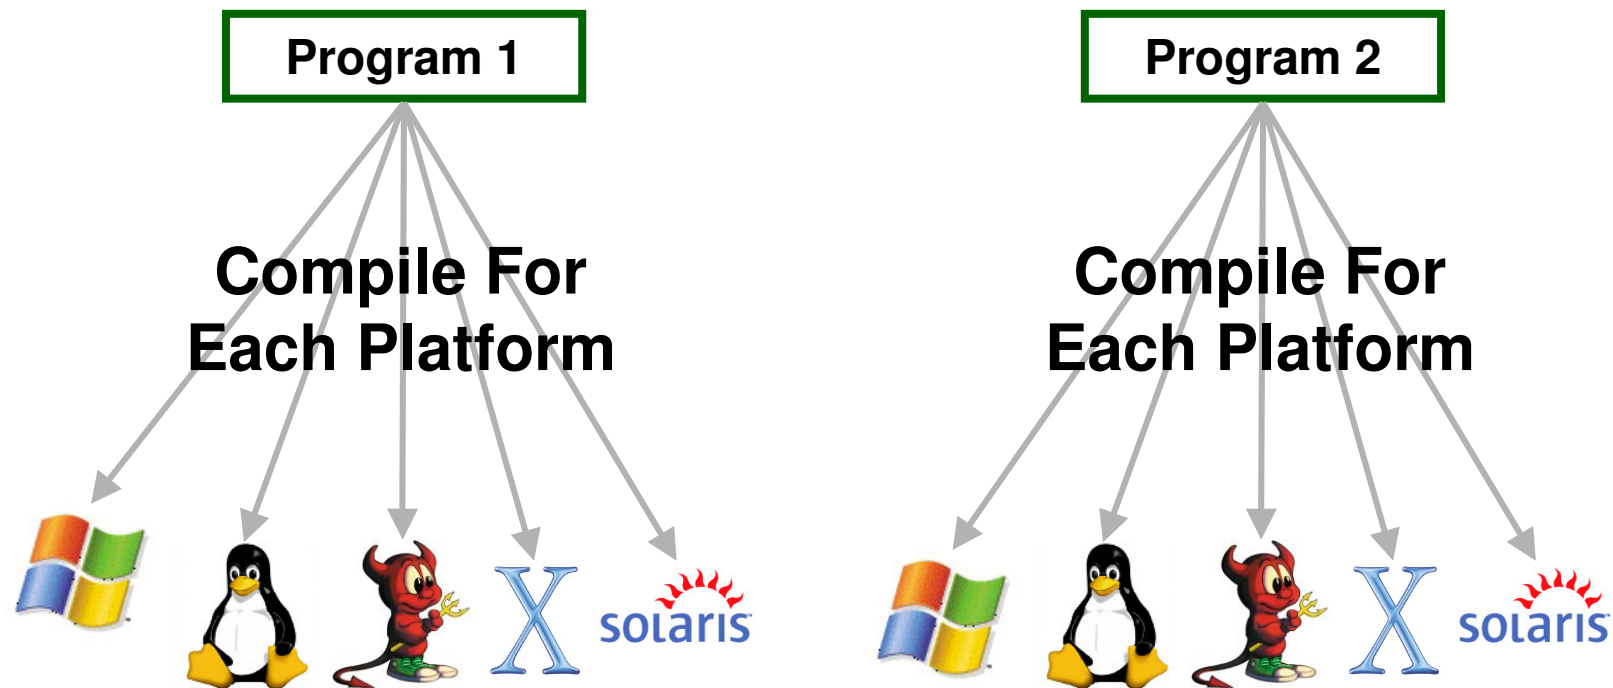 Program 1
Compile For
Each Platform
X
solaris
Program 2
Compile For
Each Platform
X
solaris